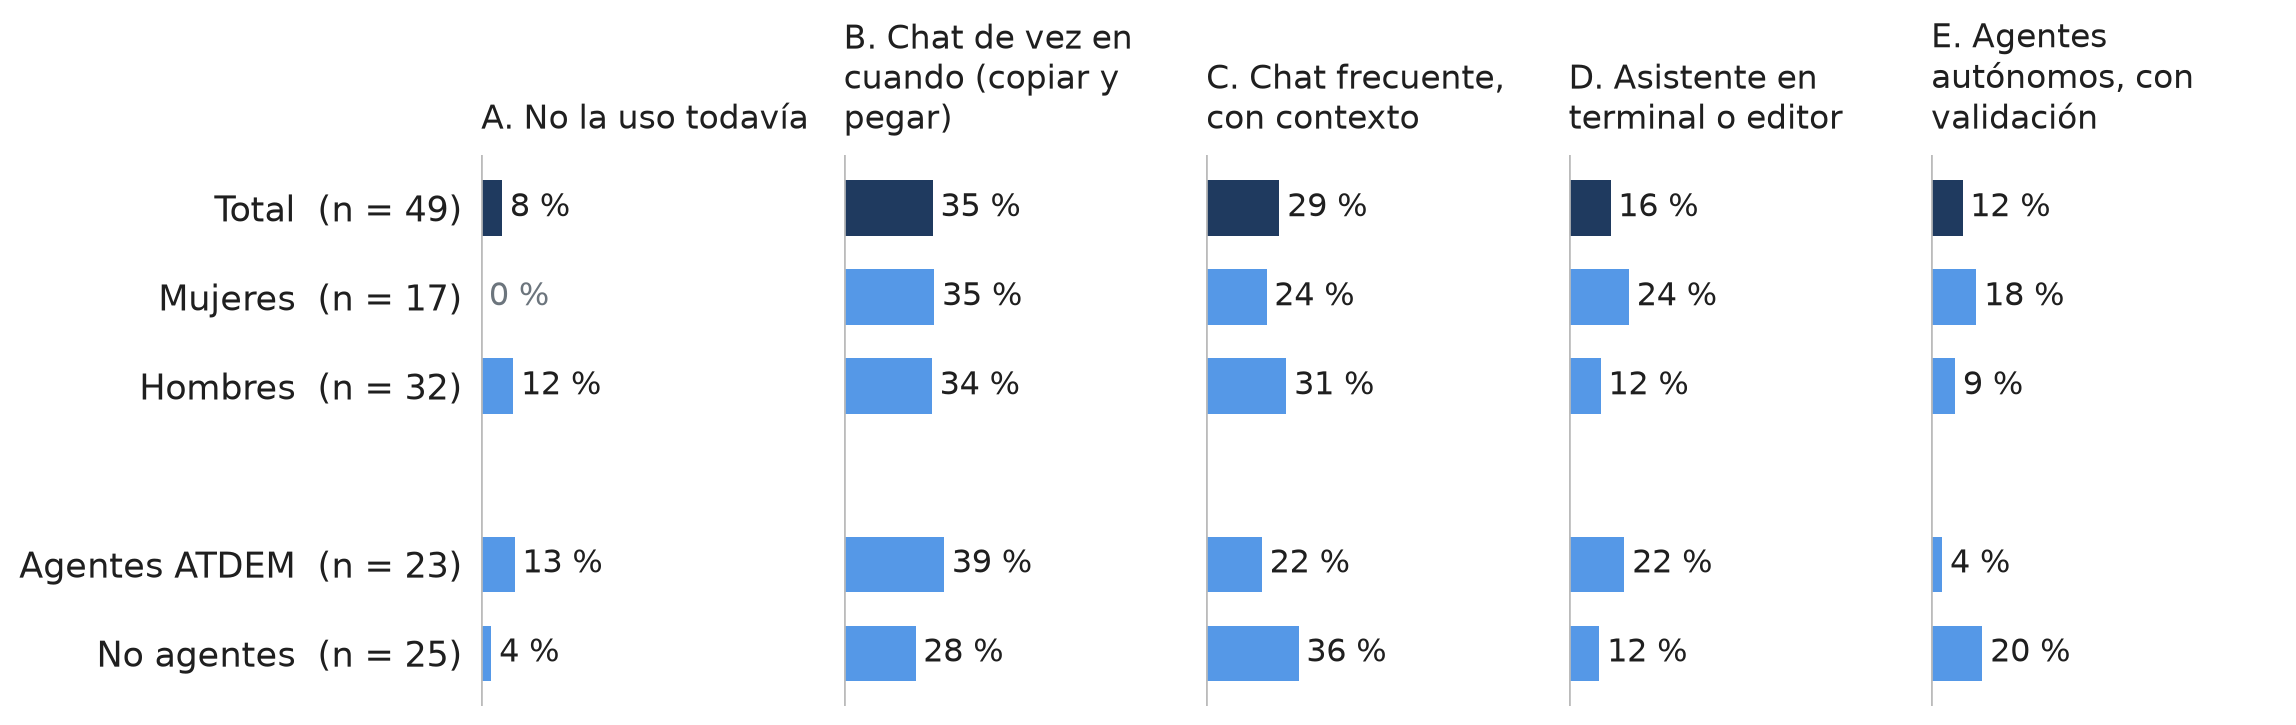 A. No la uso todavía
B. Chat de vez en
cuando (copiar y
pegar)
C. Chat frecuente,
con contexto
D. Asistente en
terminal o editor
E. Agentes
autónomos, con
validación
Total (n = 49) 8 % 35 % 29 % 16 % 12 %
Mujeres (n = 17) 0 % 35 % 24 % 24 % 18 %
Hombres (n = 32) 12 % 34 % 31 % 12 % 9 %
Agentes ATDEM (n = 23) 13 % 39 % 22 % 22 % 4 %
No agentes (n = 25) 4 % 28 % 36 % 12 % 20 %